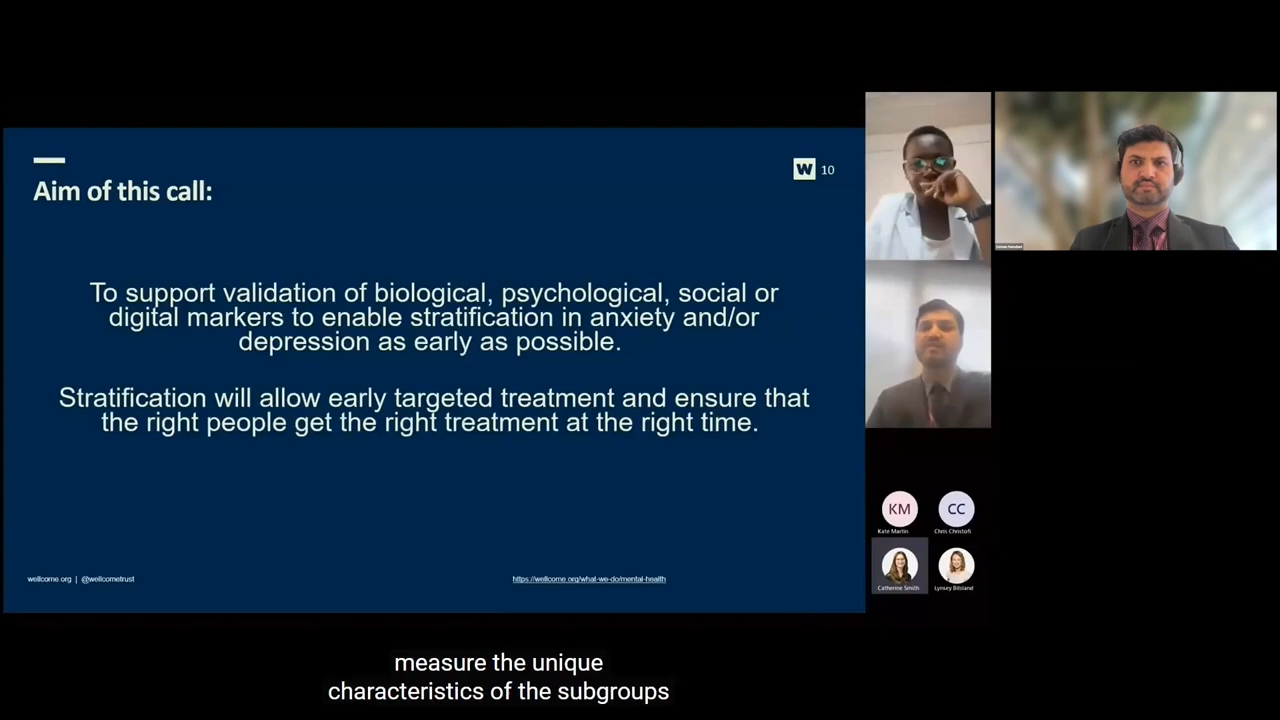 Aim of this call:
W 10
To support validation of biological, psychological, social or
digital markers to enable stratification in anxiety and/or
depression as early as possible.
Stratification will allow early targeted treatment and ensure that
the right people get the right treatment at the right time.
wellcome.org | @wellcometrust
https://wellcome.org/what-we-do/mental-health
KM
CC
Kate Martin
Chris Christofi
Catherine Smith
Lynsey Bilsland
measure the unique
characteristics of the subgroups